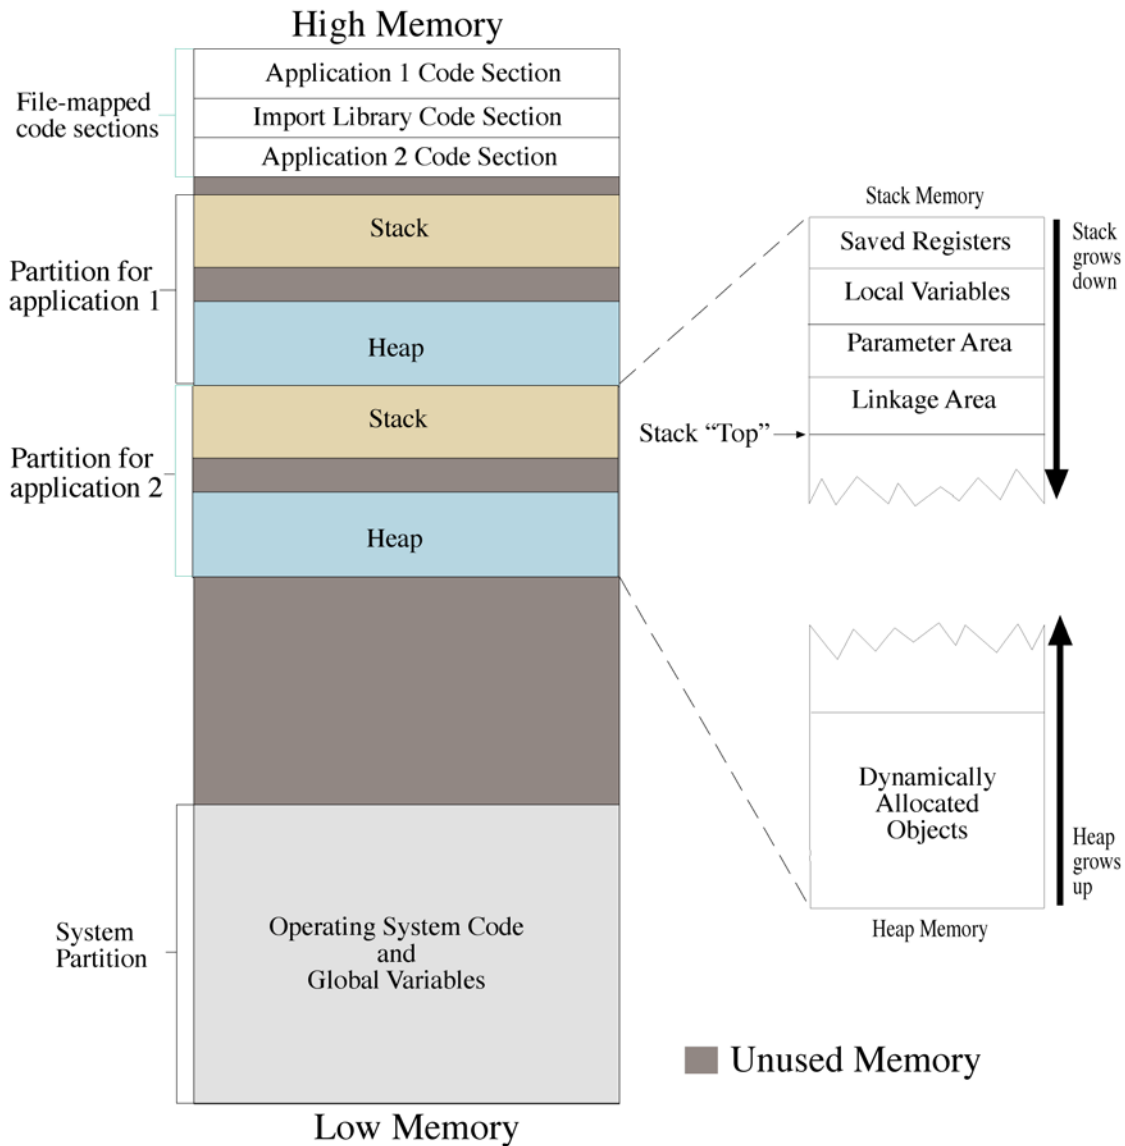 High Memory
Application 1 Code Section
Import Library Code Section
Application 2 Code Section
File-mapped
code sections
Stack
Heap
Partition for
application 1
Stack
Heap
Partition for
application 2
Operating System Code
and
Global Variables
System
Partition
Low Memory
Stack Memory
Saved Registers
Local Variables
Parameter Area
Linkage Area
Stack “Top”
Stack
grows
down
Dynamically
Allocated
Objects
Heap
grows
up
Heap Memory
Unused Memory